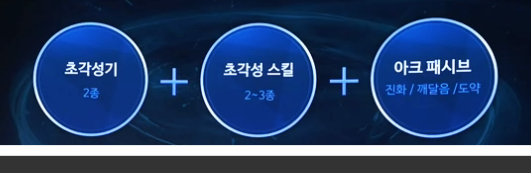 초각성기
2종
+
초각성 스킬
2~3종
+
아크 패시브
진화 / 깨달음 /도약